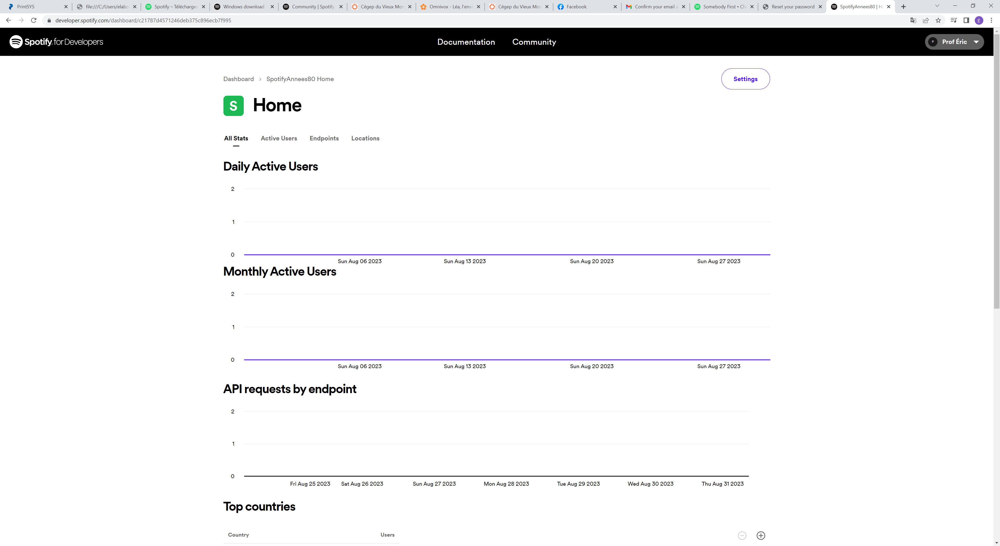 PrintSYS
file:///C:/Users/elabo
Spotify – Télécharger
Windows download
Community | Spotify
Cégep du Vieux Mon
Omnivox - Léa, l'envi
Cégep du Vieux Mon
Facebook
Confirm your email a
Somebody First • Ch
Reset your password
SpotifyAnnees80 | Ho
developer.spotify.com/dashboard/c21787d4571246deb375c896ecb7f995
É
Spotify for Developers
Documentation
Community
P
Prof Éric
Dashboard > SpotifyAnnees80 Home
Settings
S
Home
All Stats
Active Users
Endpoints
Locations
Daily Active Users
2
1
0
Sun Aug 06 2023
Sun Aug 13 2023
Sun Aug 20 2023
Sun Aug 27 2023
Monthly Active Users
2
1
0
Sun Aug 06 2023
Sun Aug 13 2023
Sun Aug 20 2023
Sun Aug 27 2023
API requests by endpoint
2
1
0
Fri Aug 25 2023
Sat Aug 26 2023
Sun Aug 27 2023
Mon Aug 28 2023
Tue Aug 29 2023
Wed Aug 30 2023
Thu Aug 31 2023
Top countries
Country
Users